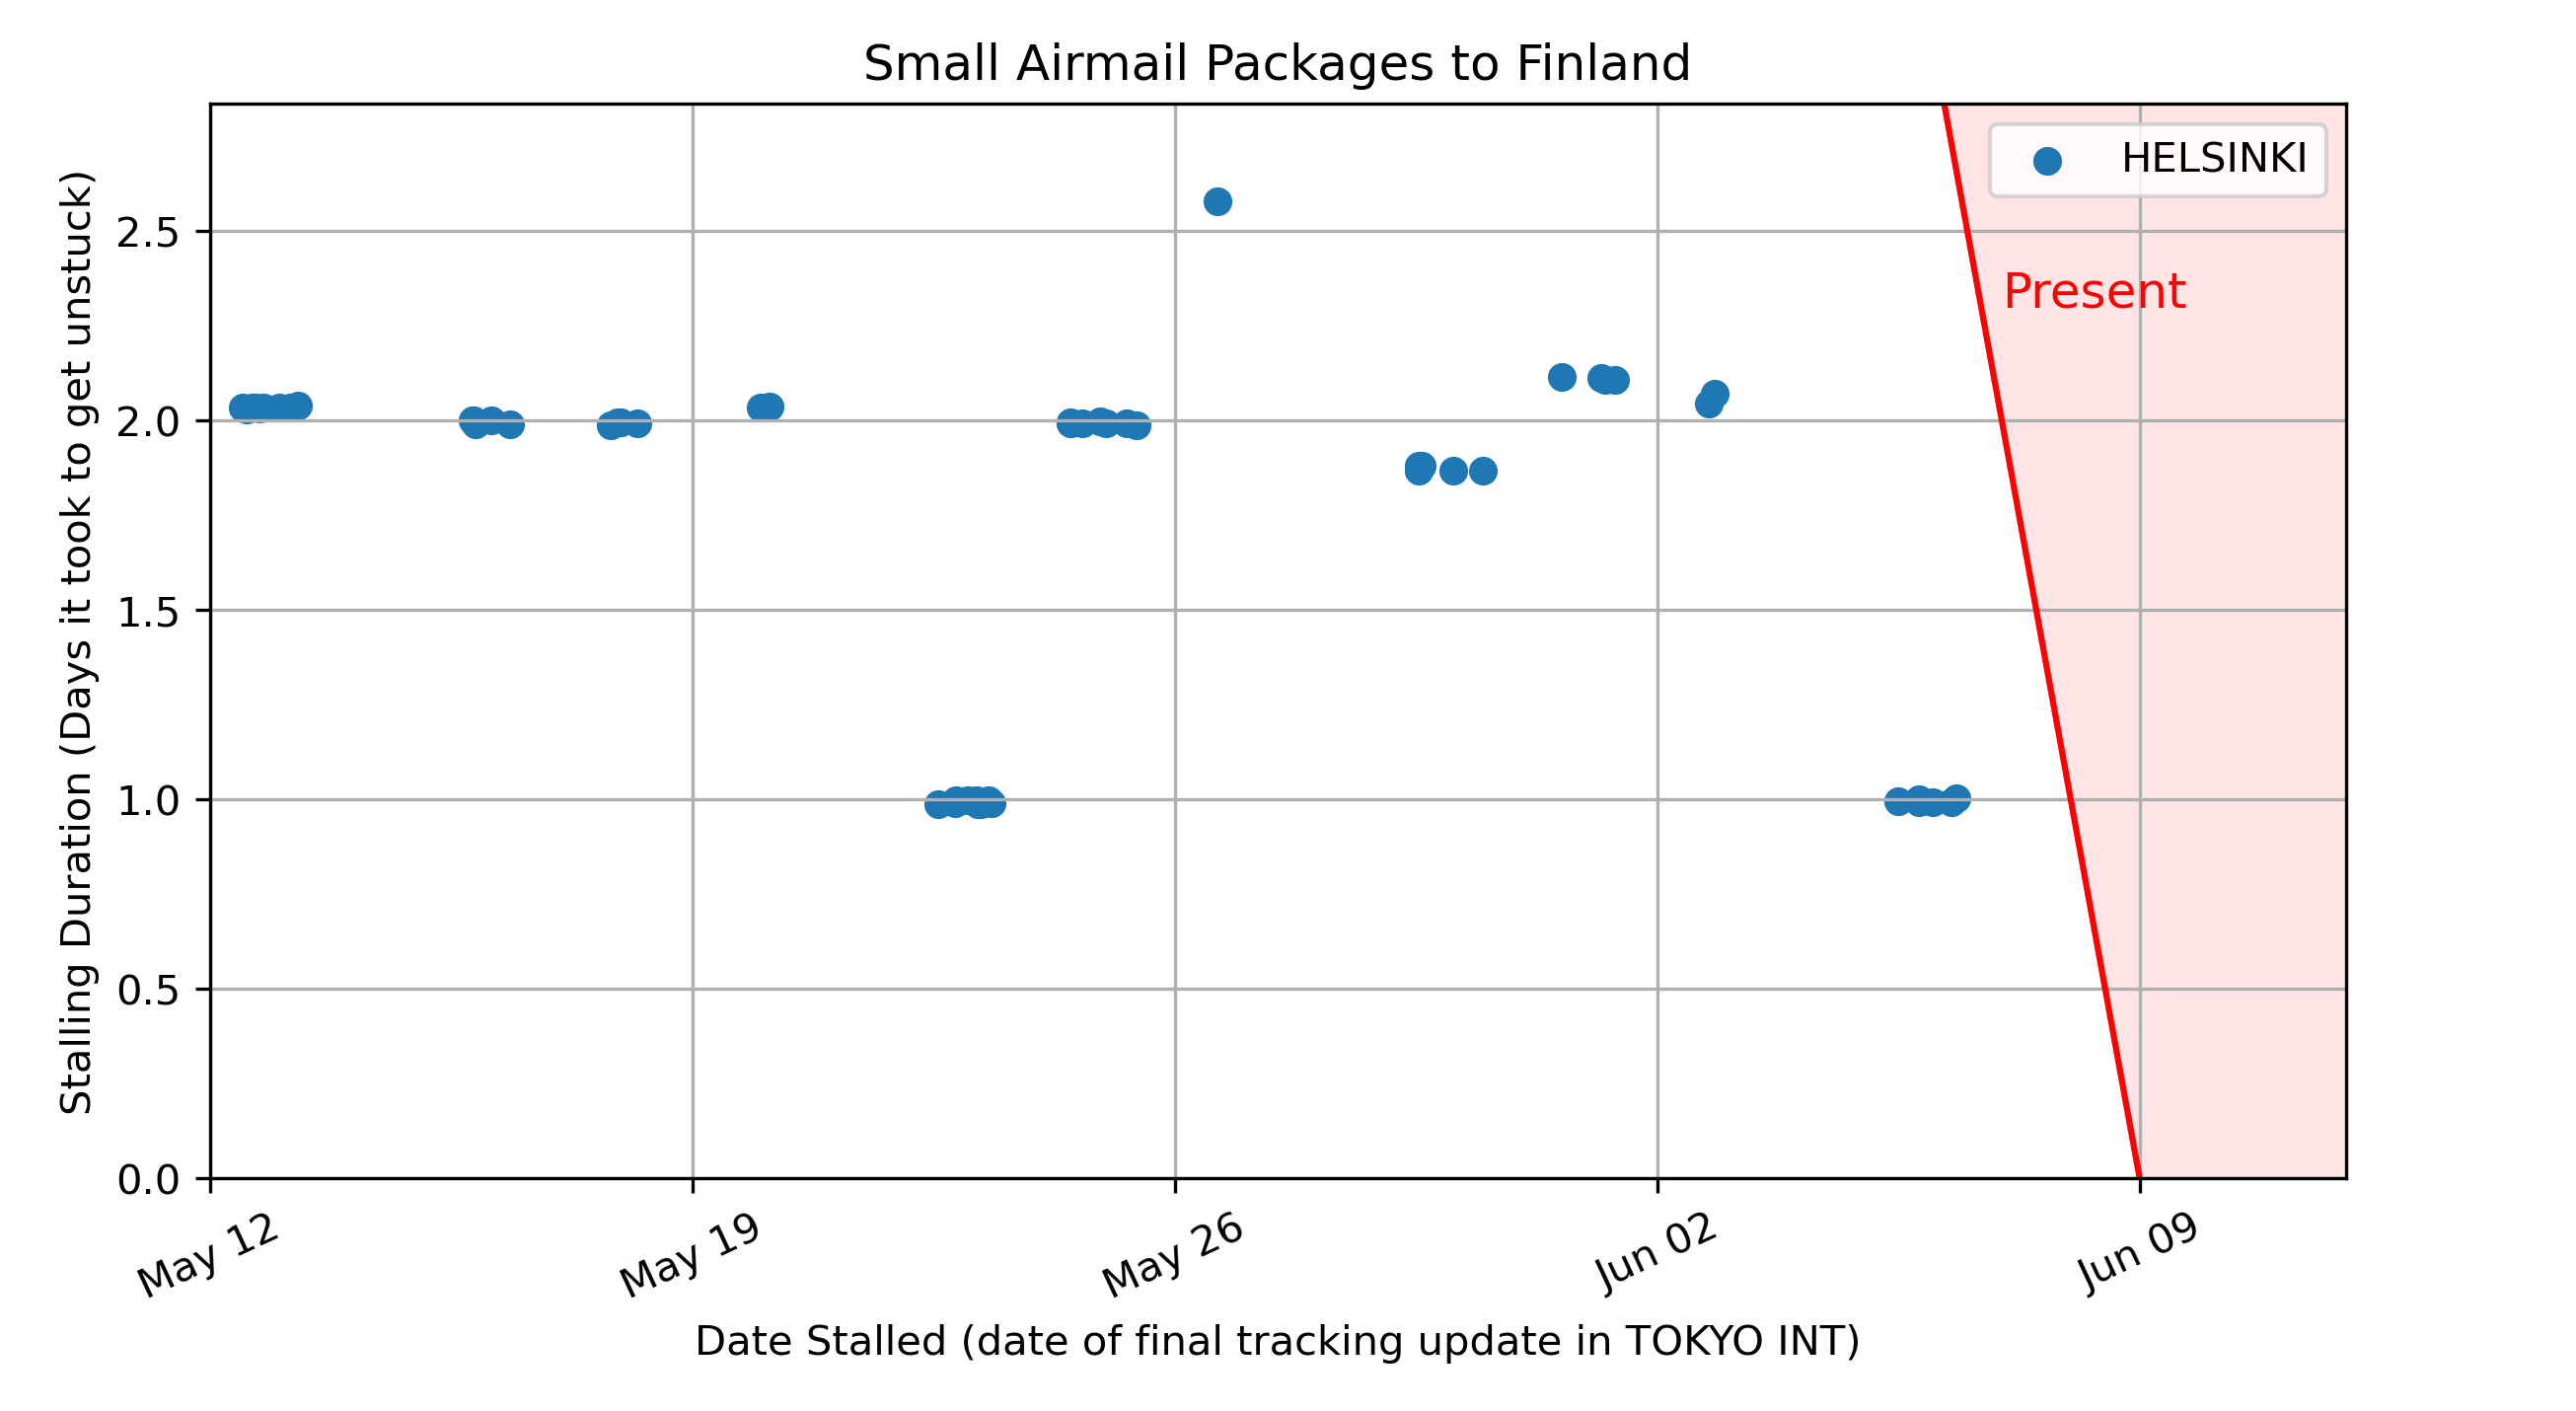 Small Airmail Packages to Finland
HELSINKI
Present
Stalling Duration (Days it took to get unstuck)
2.5
2.0
1.5
1.0
0.5
0.0
May 12
May 19
May 26
Jun 02
Jun 09
Date Stalled (date of final tracking update in TOKYO INT)